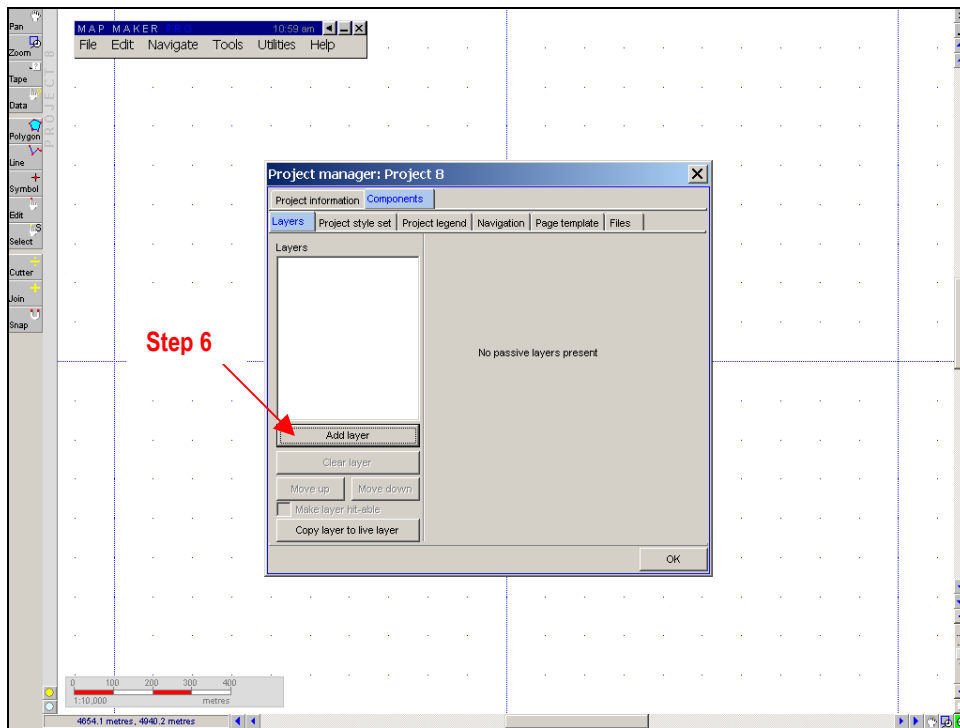 Pan
Zoom
Tape
Data
Polygon
Line
Symbol
Edit
Select
Cutter
Join
Snap
PROJECT 8
MAP MAKER PRO 10:59 am
File Edit Navigate Tools Utilities Help
Project manager: Project 8
Project information Components
Layers Project style set Project legend Navigation Page template Files
Layers
No passive layers present
Step 6
Add layer
Clear layer
Move up Move down
Make layer hit-able
Copy layer to live layer
OK
0 100 200 300 400
1:10,000 metres
4654.1 metres, 4940.2 metres